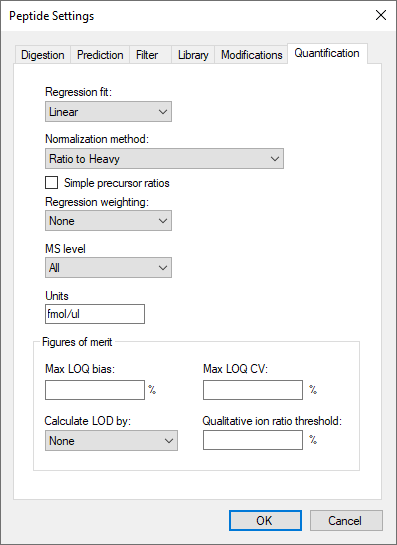 Peptide Settings
Digestion Prediction Filter Library Modifications Quantification
Regression fit:
Linear
Normalization method:
Ratio to Heavy
Simple precursor ratios
Regression weighting:
None
MS level
All
Units
fmol/ul
Figures of merit
Max LOQ bias: Max LOQ CV:
% %
Calculate LOD by: Qualitative ion ratio threshold:
None %
OK Cancel